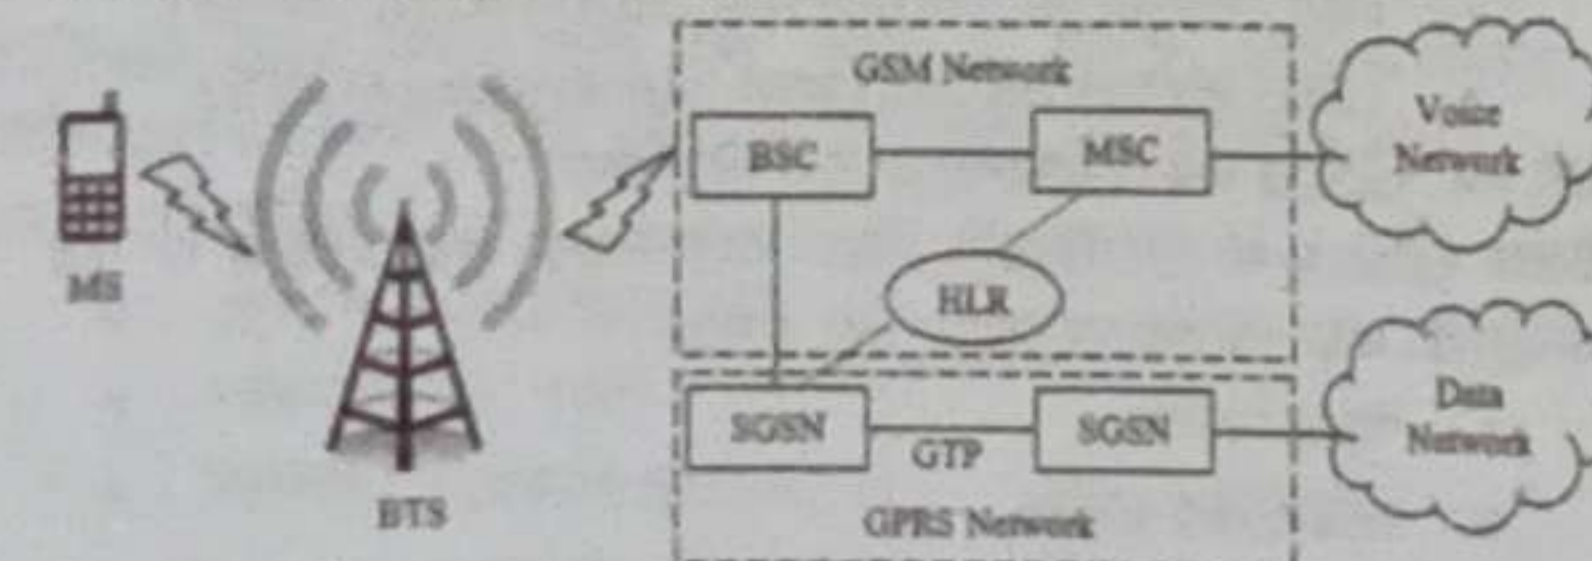 GSM Network
BSC
MSC
Voice
Network
MS
HLR
SGSN
GTP
SGSN
Data
Network
BTS
GPRS Network